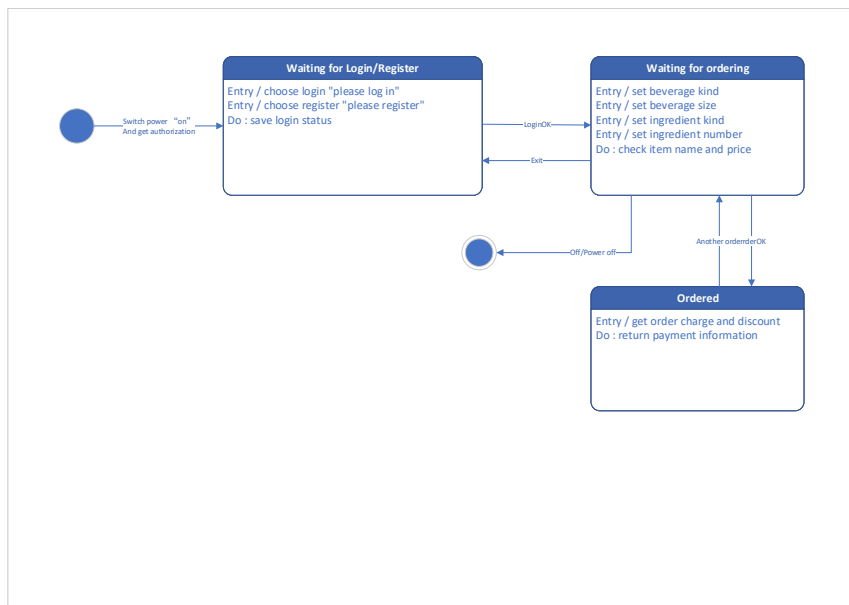 Waiting for Login/Register
Entry / choose login "please log in"
Entry / choose register "please register"
Do : save login status
Waiting for ordering
Entry / set beverage kind
Entry / set beverage size
Entry / set ingredient kind
Entry / set ingredient number
Do : check item name and price
Switch power “on”
And get authorization
LoginOK
Exit
Off/Power off
Another order
rderOK
Ordered
Entry / get order charge and discount
Do : return payment information